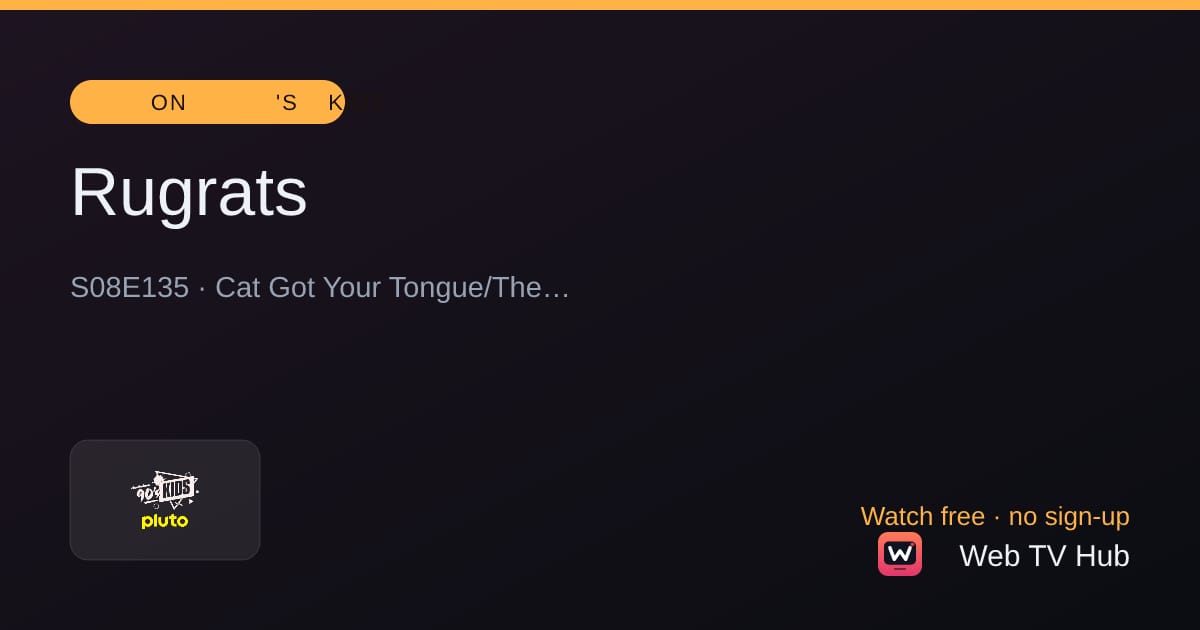 ON 'S K
Rugrats
S08E135 · Cat Got Your Tongue/The…
90's KIDS
pluto
Watch free · no sign-up
W Web TV Hub